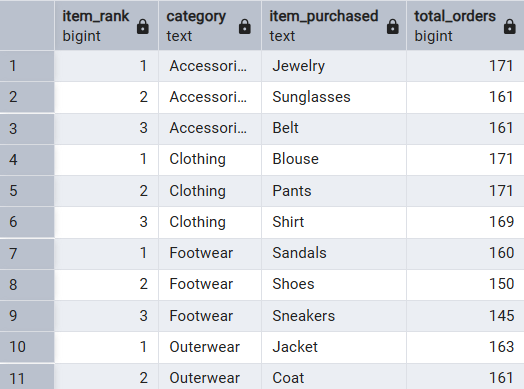 item_rank category item_purchased total_orders
bigint text text bigint
1 1 Accessori... Jewelry 171
2 2 Accessori... Sunglasses 161
3 3 Accessori... Belt 161
4 1 Clothing Blouse 171
5 2 Clothing Pants 171
6 3 Clothing Shirt 169
7 1 Footwear Sandals 160
8 2 Footwear Shoes 150
9 3 Footwear Sneakers 145
10 1 Outerwear Jacket 163
11 2 Outerwear Coat 161